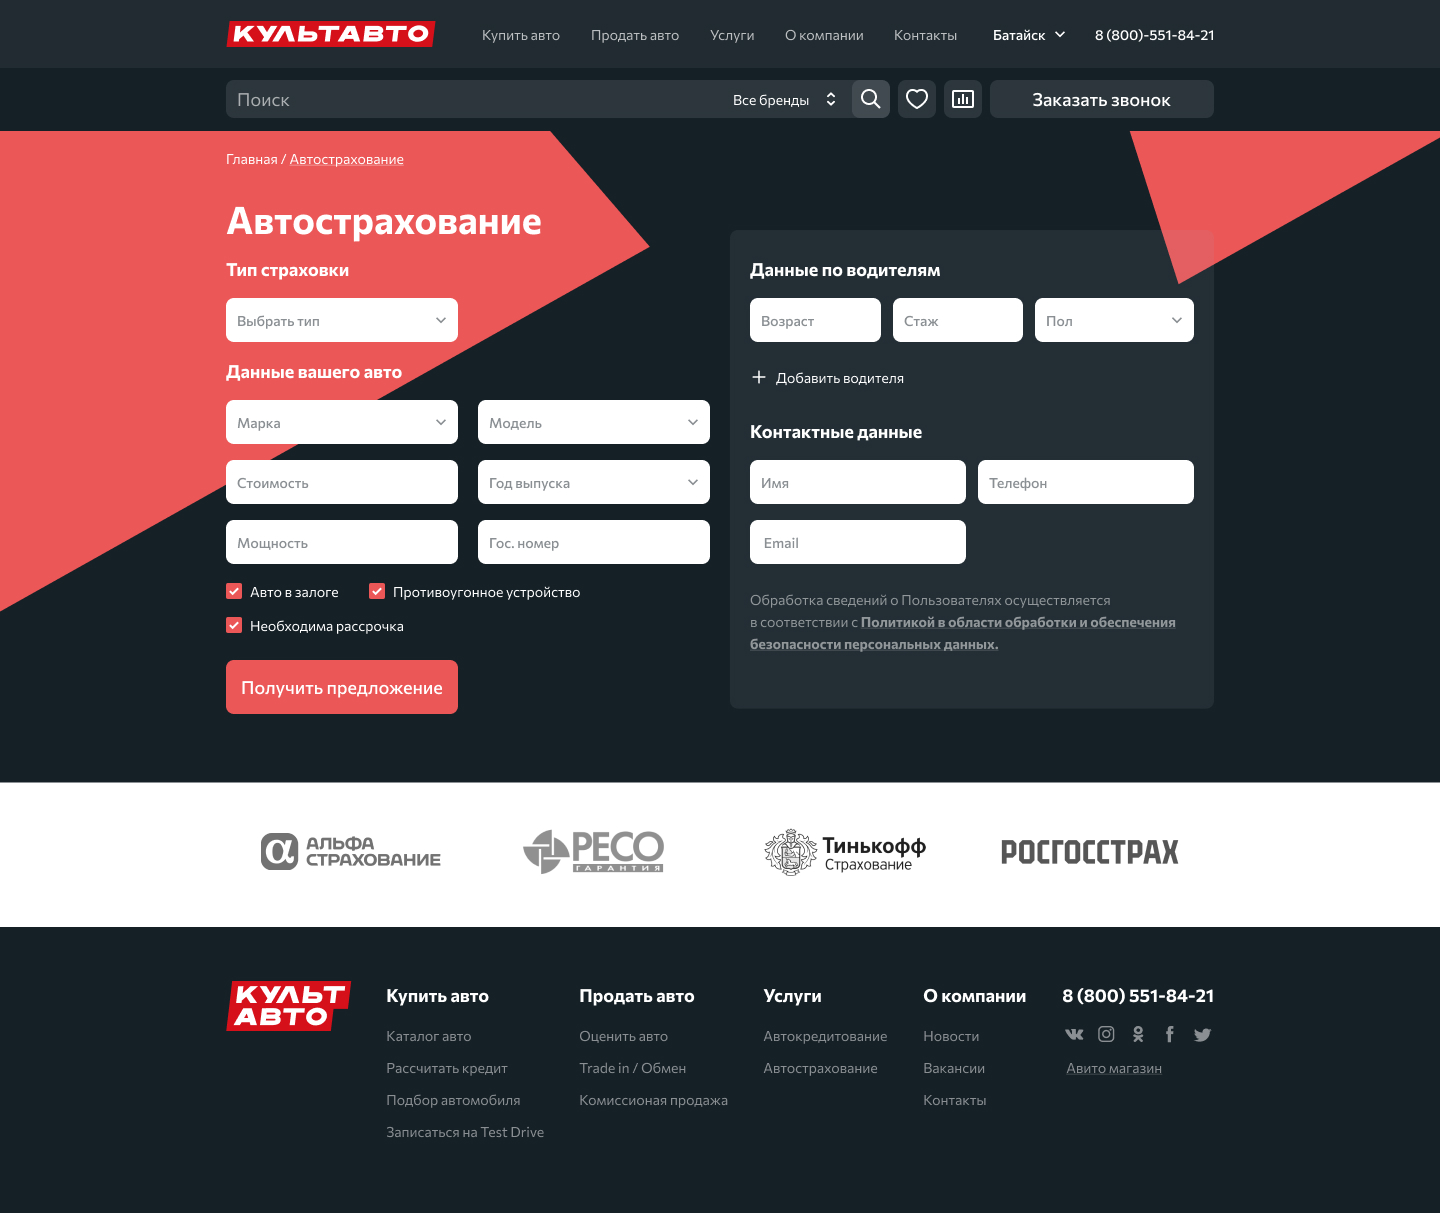 КУЛЬТАВТО
Купить авто
Продать авто
Услуги
О компании
Контакты
Батайск
8 (800)-551-84-21
Поиск
Все бренды
Заказать звонок
Главная / Автострахование
Автострахование
Тип страховки
Выбрать тип
Данные вашего авто
Марка
Модель
Стоимость
Год выпуска
Мощность
Гос. номер
Авто в залоге
Противоугонное устройство
Необходима рассрочка
Получить предложение
Данные по водителям
Возраст
Стаж
Пол
Добавить водителя
Контактные данные
Имя
Телефон
Email
Обработка сведений о Пользователях осуществляется
в соответствии с Политикой в области обработки и обеспечения
безопасности персональных данных.
АЛЬФА
СТРАХОВАНИЕ
РЕСО
ГАРАНТИЯ
Тинькофф
Страхование
РОСГОССТРАХ
КУЛЬТ
АВТО
Купить авто
Каталог авто
Рассчитать кредит
Подбор автомобиля
Записаться на Test Drive
Продать авто
Оценить авто
Trade in / Обмен
Комиссионая продажа
Услуги
Автокредитование
Автострахование
О компании
Новости
Вакансии
Контакты
8 (800) 551-84-21
Авито магазин